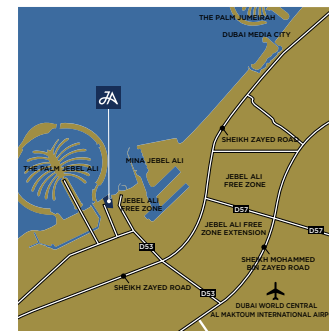 THE PALM JUMEIRAH
DUBAI MEDIA CITY
JA
SHEIKH ZAYED ROAD
MINA JEBEL ALI
THE PALM JEBEL ALI
JEBEL ALI
FREE ZONE
JEBEL ALI
FREE ZONE
D57
JEBEL ALI FREE
ZONE EXTENSION
D57
D53
SHEIKH MOHAMMED
BIN ZAYED ROAD
SHEIKH ZAYED ROAD
D53
DUBAI WORLD CENTRAL
AL MAKTOUM INTERNATIONAL AIRP